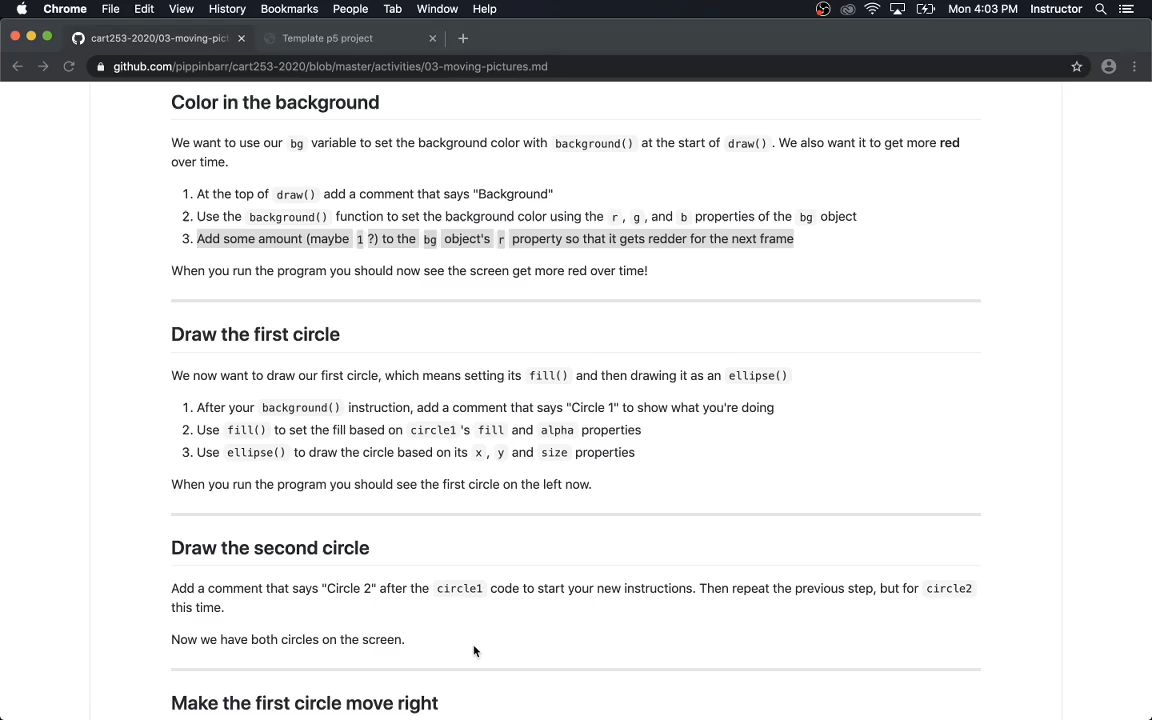 Chrome File Edit View History Bookmarks People Tab Window Help Mon 4:03 PM Instructor
cart253-2020/03-moving-pict Template p5 project
github.com/pippinbarr/cart253-2020/blob/master/activities/03-moving-pictures.md
Color in the background
We want to use our bg variable to set the background color with background() at the start of draw(). We also want it to get more red
over time.
1. At the top of draw() add a comment that says "Background"
2. Use the background() function to set the background color using the r, g, and b properties of the bg object
3. Add some amount (maybe 1?) to the bg object's r property so that it gets redder for the next frame
When you run the program you should now see the screen get more red over time!
Draw the first circle
We now want to draw our first circle, which means setting its fill() and then drawing it as an ellipse()
1. After your background() instruction, add a comment that says "Circle 1" to show what you're doing
2. Use fill() to set the fill based on circle1's fill and alpha properties
3. Use ellipse() to draw the circle based on its x, y and size properties
When you run the program you should see the first circle on the left now.
Draw the second circle
Add a comment that says "Circle 2" after the circle1 code to start your new instructions. Then repeat the previous step, but for circle2
this time.
Now we have both circles on the screen.
Make the first circle move right